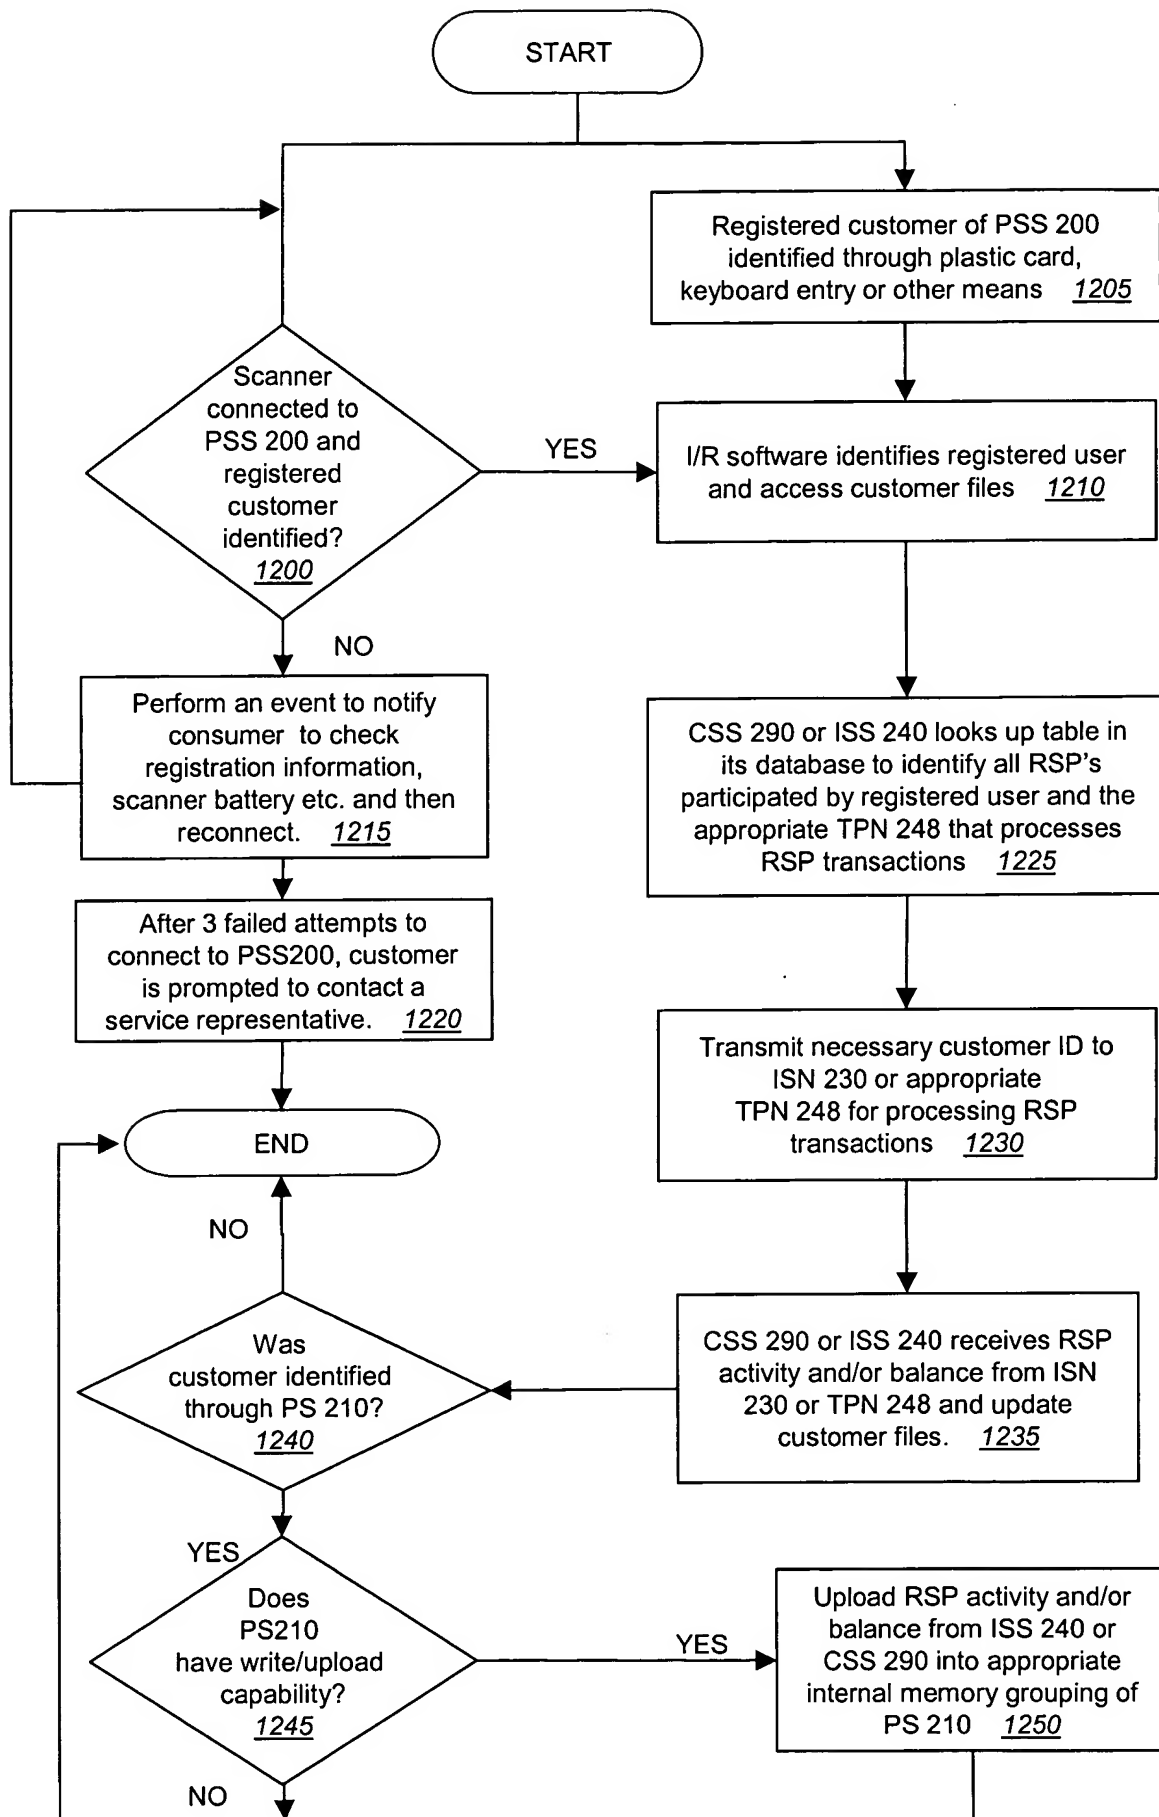 START
Registered customer of PSS 200
identified through plastic card,
keyboard entry or other means 1205
Scanner
connected to
PSS 200 and
registered
customer
identified?
1200
YES
I/R software identifies registered user
and access customer files 1210
NO
Perform an event to notify
consumer to check
registration information,
scanner battery etc. and then
reconnect. 1215
CSS 290 or ISS 240 looks up table in
its database to identify all RSP's
participated by registered user and the
appropriate TPN 248 that processes
RSP transactions 1225
After 3 failed attempts to
connect to PSS200, customer
is prompted to contact a
service representative. 1220
Transmit necessary customer ID to
ISN 230 or appropriate
TPN 248 for processing RSP
transactions 1230
END
NO
Was
customer identified
through PS 210?
1240
CSS 290 or ISS 240 receives RSP
activity and/or balance from ISN
230 or TPN 248 and update
customer files. 1235
YES
Does
PS210
have write/upload
capability?
1245
YES
Upload RSP activity and/or
balance from ISS 240 or
CSS 290 into appropriate
internal memory grouping of
PS 210 1250
NO